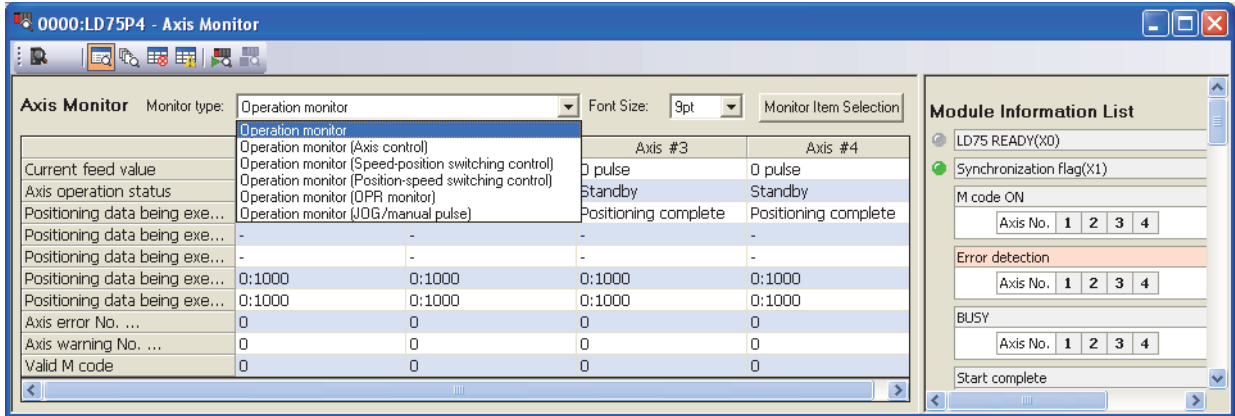 0000:LD75P4 - Axis Monitor
Axis Monitor Monitor type: Operation monitor Font Size: 9pt Monitor Item Selection
Operation monitor
Operation monitor (Axis control)
Operation monitor (Speed-position switching control)
Operation monitor (Position-speed switching control)
Operation monitor (OPR monitor)
Operation monitor (JOG/manual pulse)
Axis #3 Axis #4
Current feed value 0 pulse 0 pulse
Axis operation status Standby Standby
Positioning data being exe... Positioning complete Positioning complete
Positioning data being exe... - - - -
Positioning data being exe... - - - -
Positioning data being exe... 0:1000 0:1000 0:1000 0:1000
Positioning data being exe... 0:1000 0:1000 0:1000 0:1000
Axis error No. ... 0 0 0 0
Axis warning No. ... 0 0 0 0
Valid M code 0 0 0 0
Module Information List
LD75 READY(X0)
Synchronization flag(X1)
M code ON
Axis No. 1 2 3 4
Error detection
Axis No. 1 2 3 4
BUSY
Axis No. 1 2 3 4
Start complete